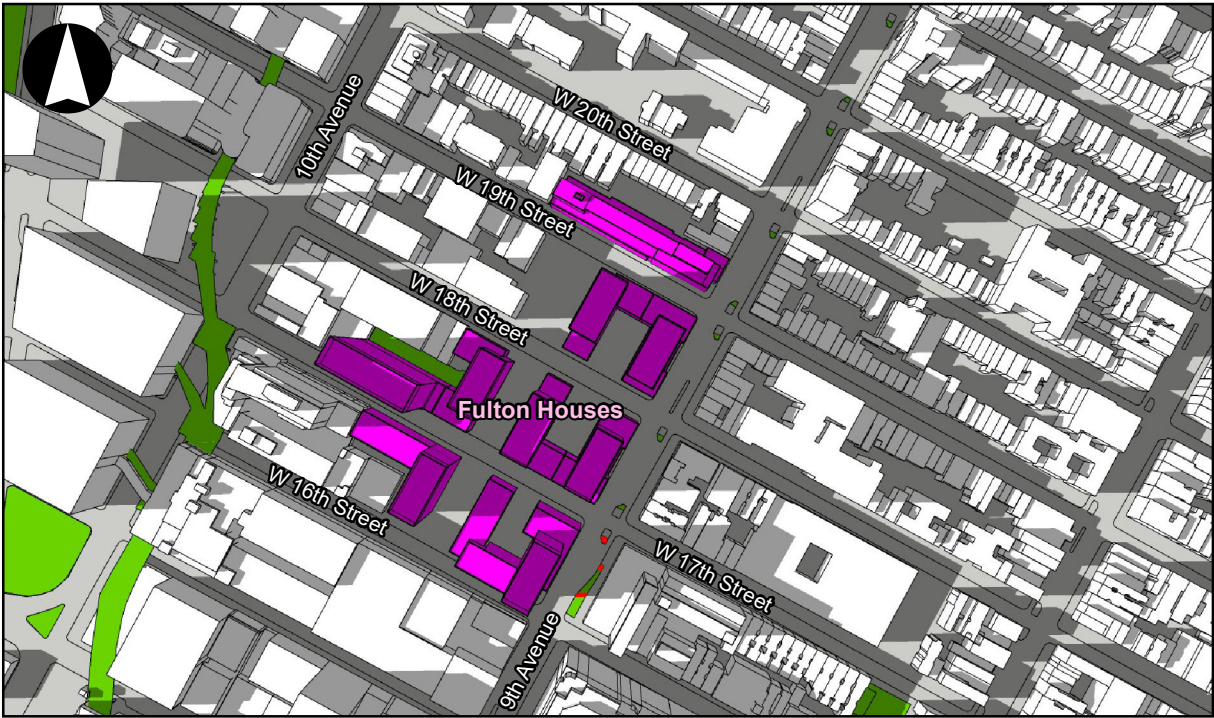 10th Avenue
W 20th Street
W 19th Street
W 18th Street
Fulton Houses
W 16th Street
W 17th Street
9th Avenue